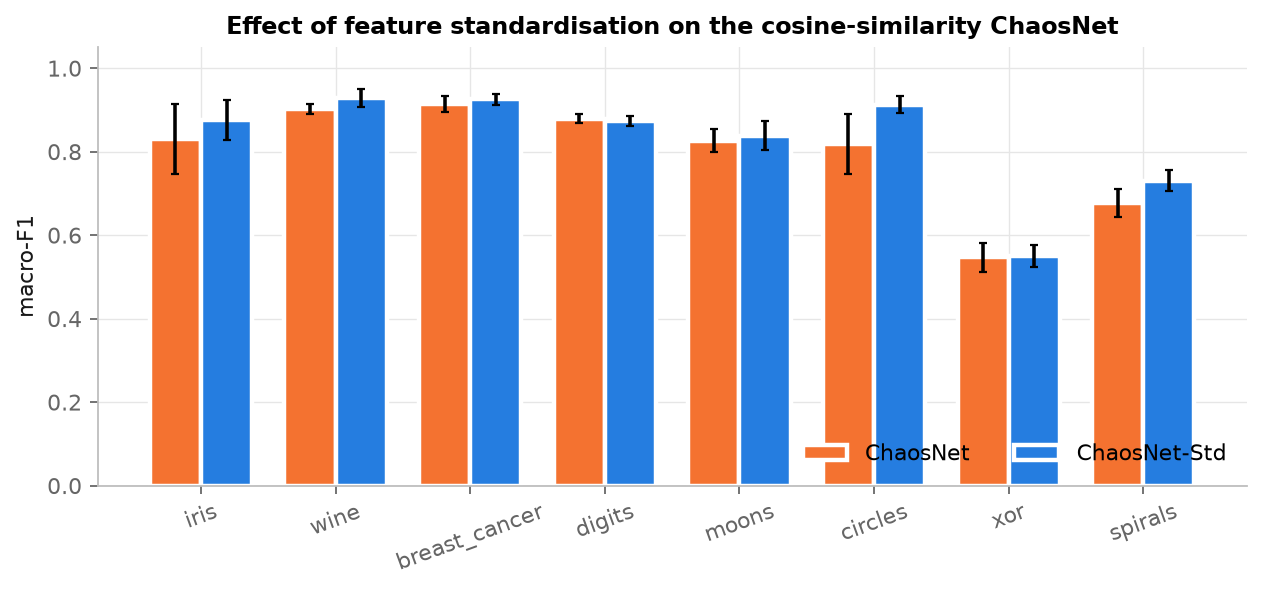 Effect of feature standardisation on the cosine-similarity ChaosNet
macro-F1
1.0
0.8
0.6
0.4
0.2
0.0
ChaosNet
ChaosNet-Std
iris
wine
breast_cancer
digits
moons
circles
xor
spirals